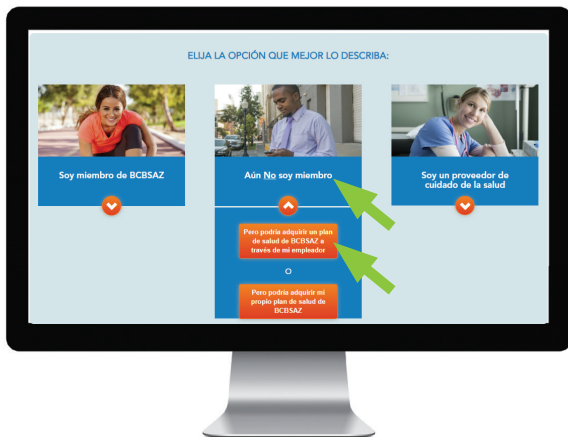 ELIJA LA OPCIÓN QUE MEJOR LO DESCRIBA:
Soy miembro de BCBSAZ
Aún No soy miembro
Pero podría adquirir un plan
de salud de BCBSAZ a
través de mi empleador
O
Pero podría adquirir mi
propio plan de salud de
BCBSAZ
Soy un proveedor de
cuidado de la salud